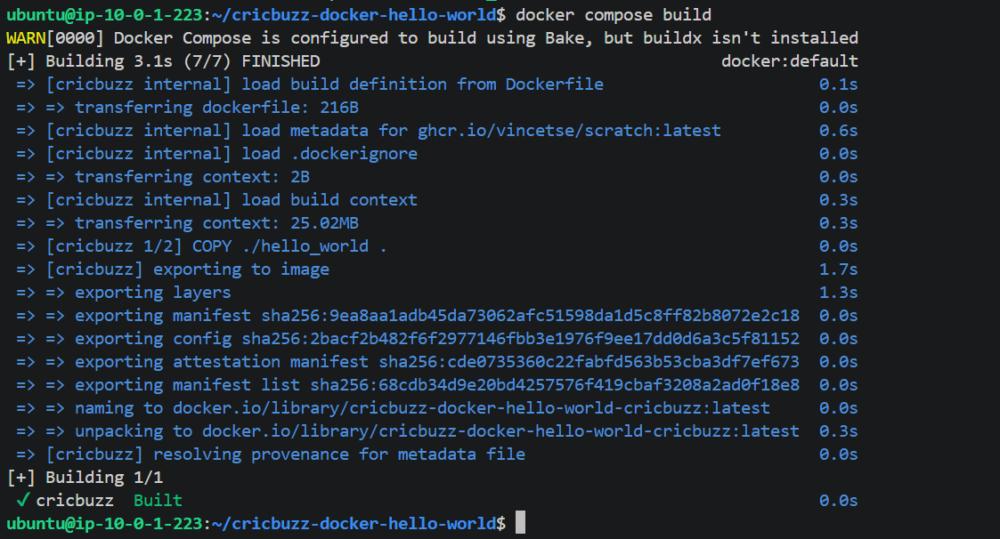 ubuntu@ip-10-0-1-223:~/cricbuzz-docker-hello-world$ docker compose build
WARN[0000] Docker Compose is configured to build using Bake, but buildx isn't installed
[+] Building 3.1s (7/7) FINISHED docker:default
=> [cricbuzz internal] load build definition from Dockerfile 0.1s
=> => transferring dockerfile: 216B 0.0s
=> [cricbuzz internal] load metadata for ghcr.io/vincetse/scratch:latest 0.6s
=> [cricbuzz internal] load .dockerignore 0.0s
=> => transferring context: 2B 0.0s
=> [cricbuzz internal] load build context 0.3s
=> => transferring context: 25.02MB 0.3s
=> [cricbuzz 1/2] COPY ./hello_world . 0.0s
=> [cricbuzz] exporting to image 1.7s
=> => exporting layers 1.3s
=> => exporting manifest sha256:9ea8aa1adb45da73062afc51598da1d5c8ff82b8072e2c18 0.0s
=> => exporting config sha256:2bacf2b482f6f2977146fbb3e1976f9ee17dd0d6a3c5f81152 0.0s
=> => exporting attestation manifest sha256:cde0735360c22fabfd563b53cba3df7ef673 0.0s
=> => exporting manifest list sha256:68cdb34d9e20bd4257576f419cbaf3208a2ad0f18e8 0.0s
=> => naming to docker.io/library/cricbuzz-docker-hello-world-cricbuzz:latest 0.0s
=> => unpacking to docker.io/library/cricbuzz-docker-hello-world-cricbuzz:latest 0.3s
=> [cricbuzz] resolving provenance for metadata file 0.0s
[+] Building 1/1
✓ cricbuzz Built 0.0s
ubuntu@ip-10-0-1-223:~/cricbuzz-docker-hello-world$